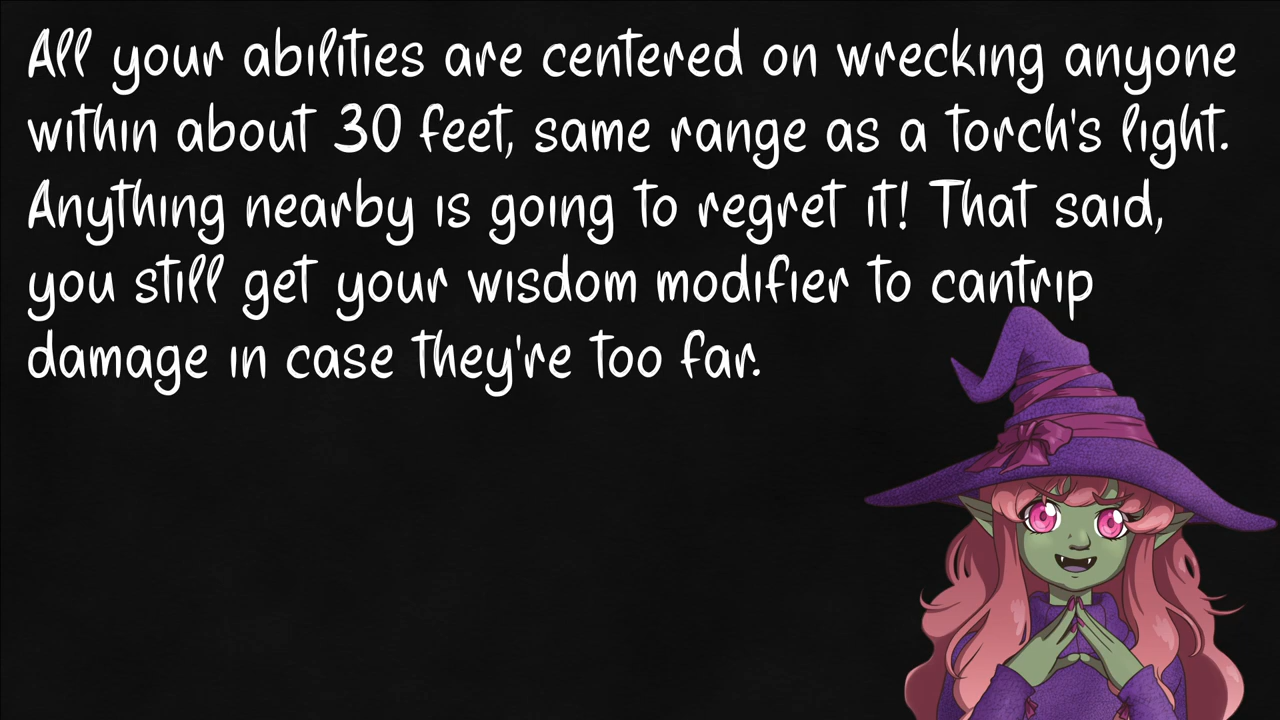 All your abilities are centered on wrecking anyone
within about 30 feet, same range as a torch's light.
Anything nearby is going to regret it! That said,
you still get your wisdom modifier to cantrip
damage in case they're too far.